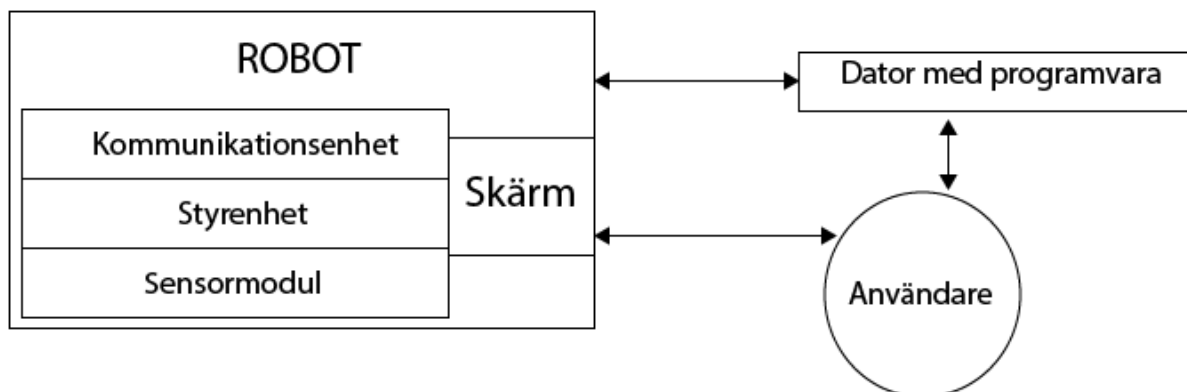 ROBOT
Kommunikationsenhet
Styrenhet
Sensormodul
Skärm
Dator med programvara
Användare